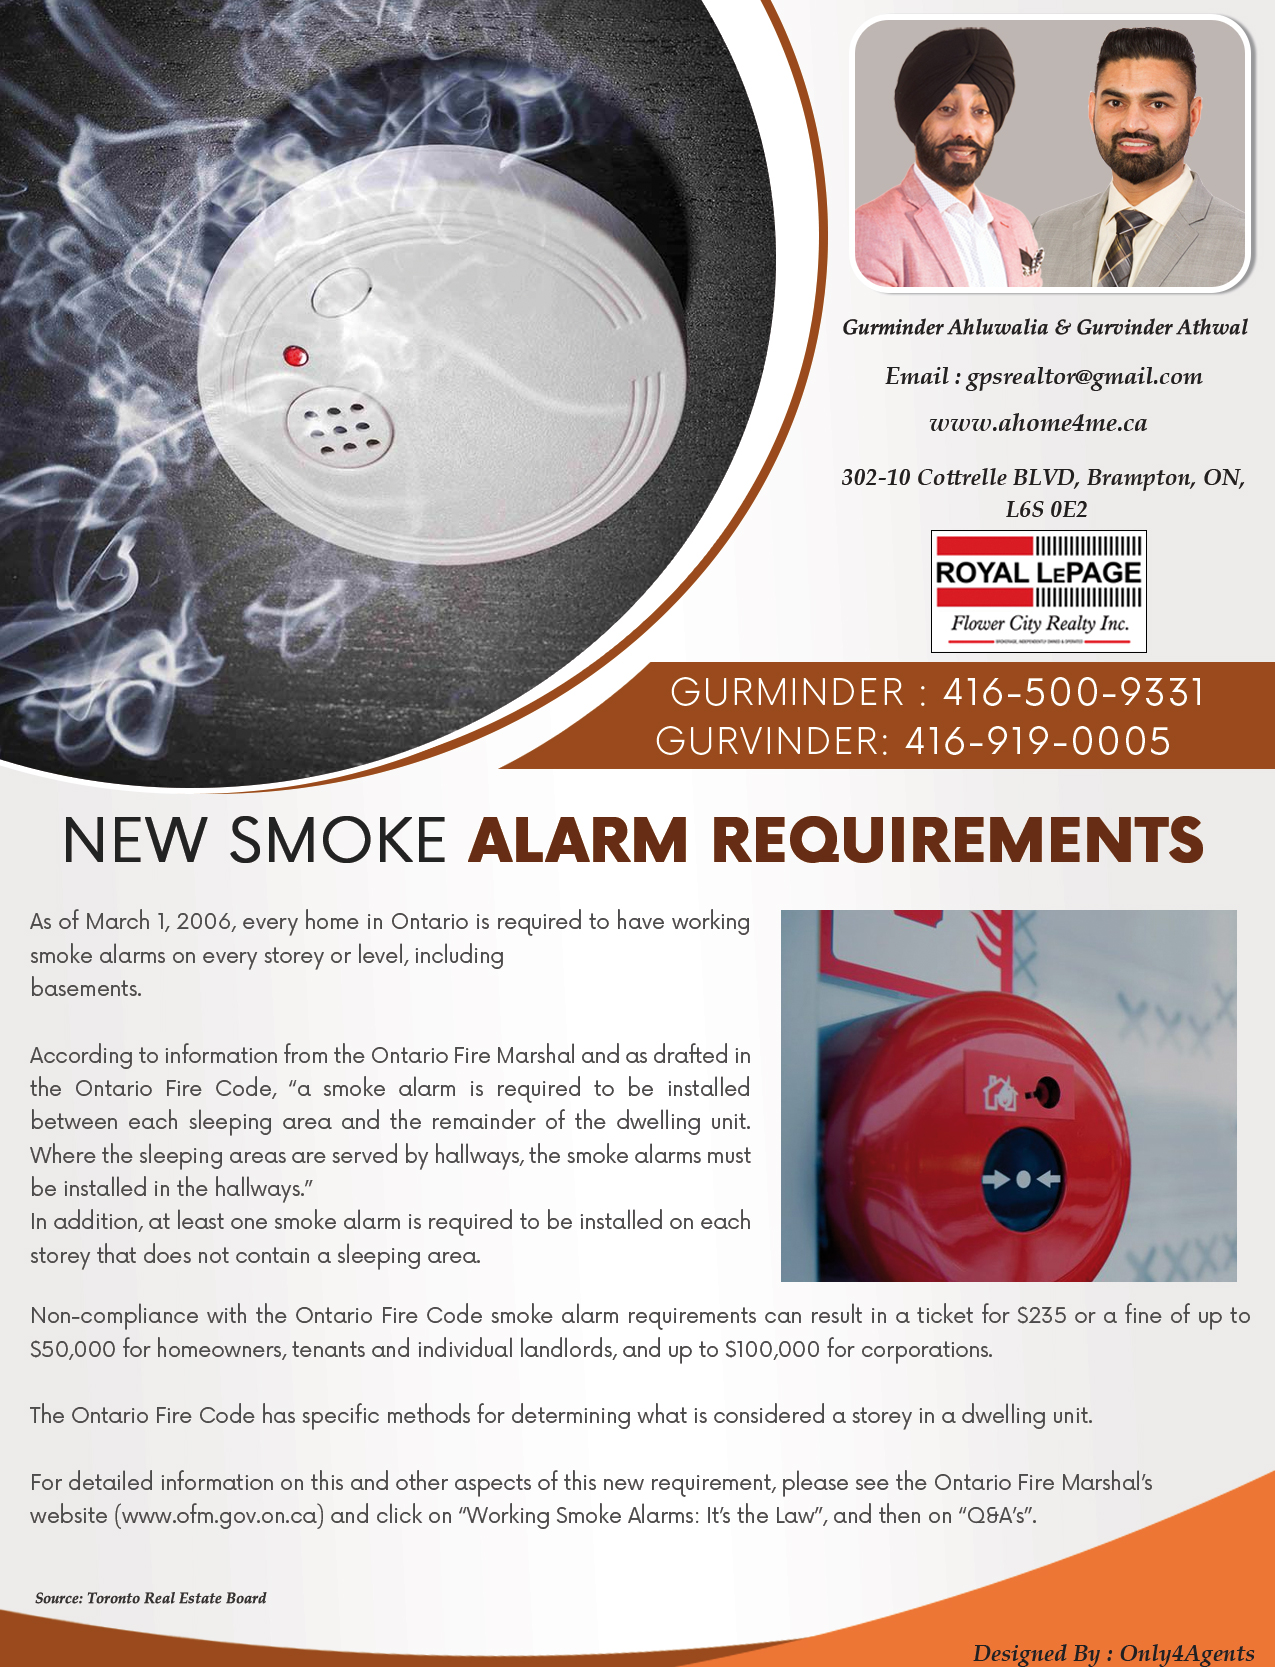 Gurminder Ahluwalia & Gurvinder Athwal
Email : gpsrealtor@gmail.com
www.ahome4me.ca
302-10 Cottrelle BLVD, Brampton, ON,
L6S 0E2
ROYAL LEPAGE
Flower City Realty Inc.
BROKERAGE, INDEPENDENTLY OWNED & OPERATED
GURMINDER : 416-500-9331
GURVINDER: 416-919-0005
NEW SMOKE ALARM REQUIREMENTS
As of March 1, 2006, every home in Ontario is required to have working
smoke alarms on every storey or level, including
basements.
According to information from the Ontario Fire Marshal and as drafted in
the Ontario Fire Code, “a smoke alarm is required to be installed
between each sleeping area and the remainder of the dwelling unit.
Where the sleeping areas are served by hallways, the smoke alarms must
be installed in the hallways.”
In addition, at least one smoke alarm is required to be installed on each
storey that does not contain a sleeping area.
Non-compliance with the Ontario Fire Code smoke alarm requirements can result in a ticket for $235 or a fine of up to
$50,000 for homeowners, tenants and individual landlords, and up to $100,000 for corporations.
The Ontario Fire Code has specific methods for determining what is considered a storey in a dwelling unit.
For detailed information on this and other aspects of this new requirement, please see the Ontario Fire Marshal’s
website (www.ofm.gov.on.ca) and click on “Working Smoke Alarms: It’s the Law”, and then on “Q&A’s”.
Source: Toronto Real Estate Board
Designed By : Only4Agents